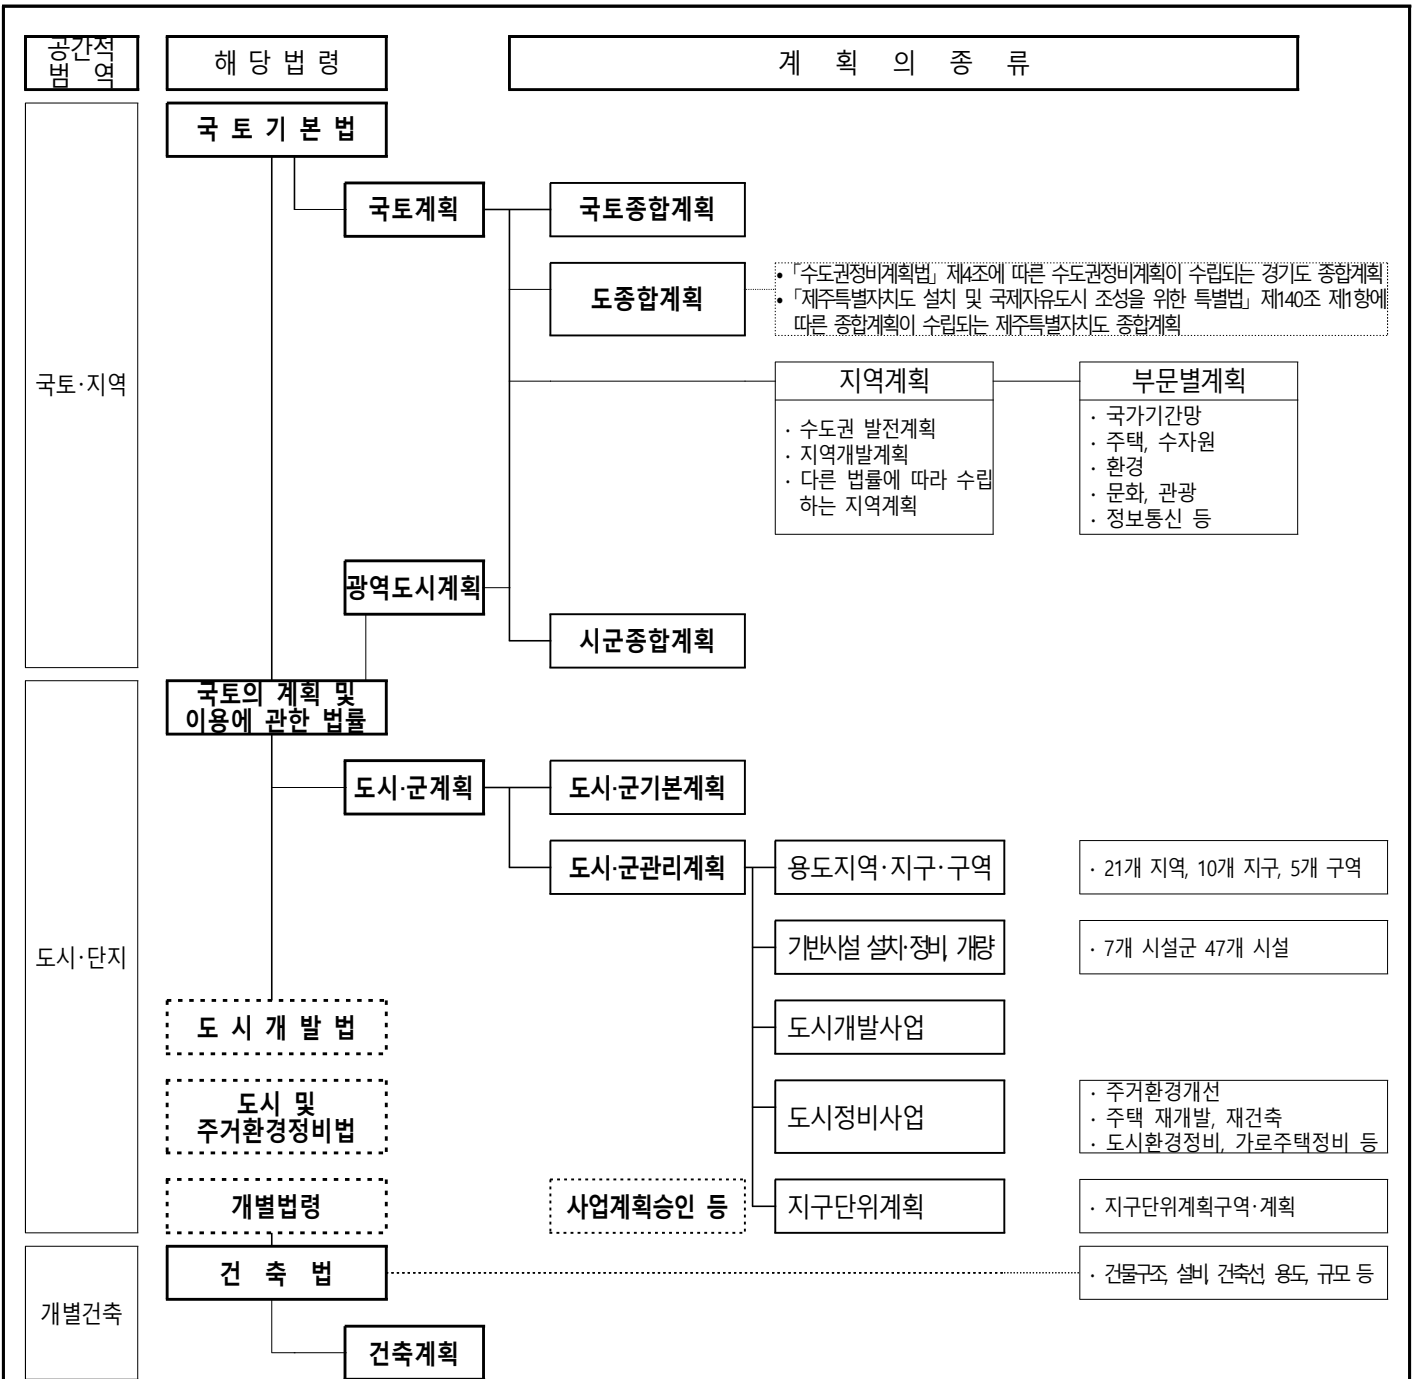 공간적
범 역
해 당 법 령
계 획 의 종 류
국 토 기 본 법
국토계획
국토종합계획
도종합계획
• 「수도권정비계획법」 제4조에 따른 수도권정비계획이 수립되는 경기도 종합계획
• 「제주특별자치도 설치 및 국제자유도시 조성을 위한 특별법」 제140조 제1항에
따른 종합계획이 수립되는 제주특별자치도 종합계획
국토·지역
지역계획
· 수도권 발전계획
· 지역개발계획
· 다른 법률에 따라 수립
하는 지역계획
부문별계획
· 국가기간망
· 주택, 수자원
· 환경
· 문화, 관광
· 정보통신 등
광역도시계획
시군종합계획
국토의 계획 및
이용에 관한 법률
도시·군계획
도시·군기본계획
도시·군관리계획
용도지역·지구·구역
· 21개 지역, 10개 지구, 5개 구역
도시·단지
기반시설 설치·정비, 개량
· 7개 시설군 47개 시설
도 시 개 발 법
도시개발사업
도시 및
주거환경정비법
도시정비사업
· 주거환경개선
· 주택 재개발, 재건축
· 도시환경정비, 가로주택정비 등
개별법령
사업계획승인 등
지구단위계획
· 지구단위계획구역·계획
개별건축
건 축 법
· 건물구조, 설비, 건축선, 용도, 규모 등
건축계획